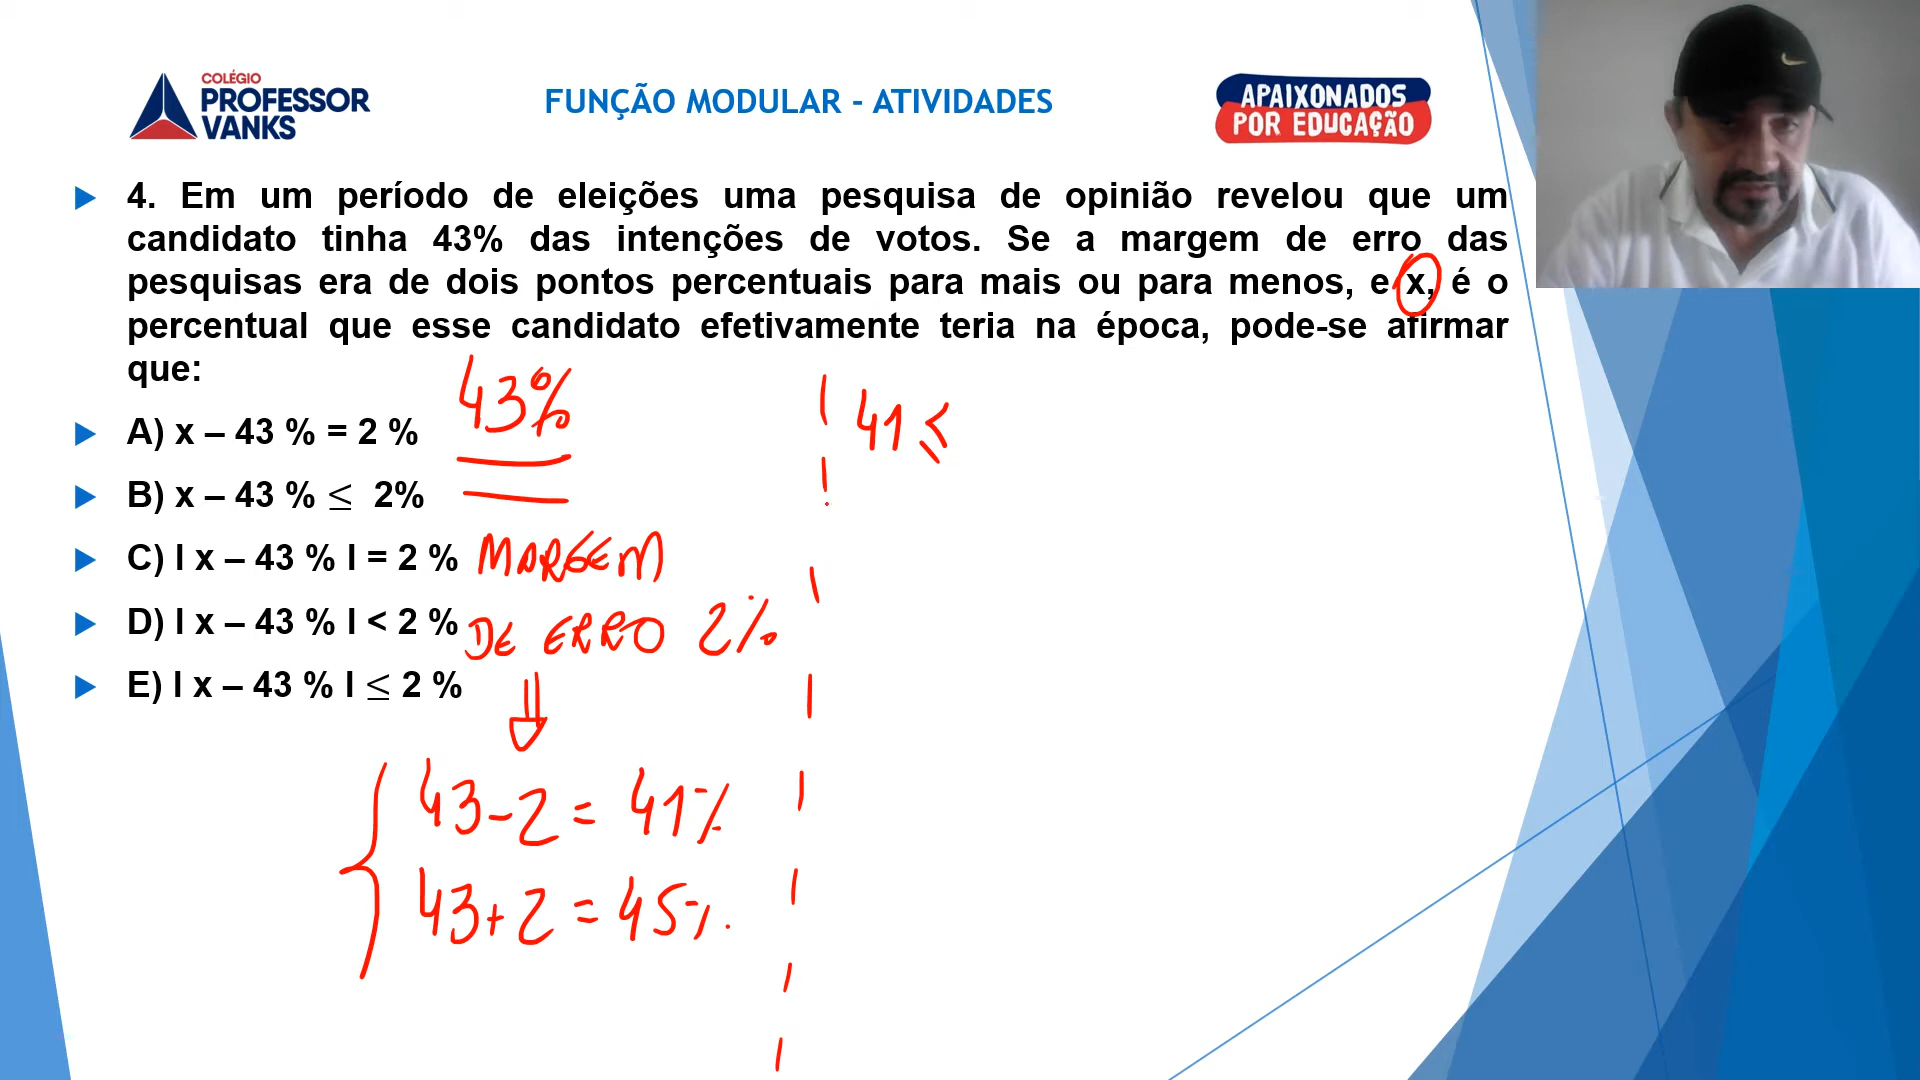 COLÉGIO
PROFESSOR
VANKS
FUNÇÃO MODULAR - ATIVIDADES
APAIXONADOS
POR EDUCAÇÃO
4. Em um período de eleições uma pesquisa de opinião revelou que um
candidato tinha 43% das intenções de votos. Se a margem de erro das
pesquisas era de dois pontos percentuais para mais ou para menos, e x, é o
percentual que esse candidato efetivamente teria na época, pode-se afirmar
que:
A) x – 43 % = 2 %
B) x – 43 % ≤ 2%
C) l x – 43 % l = 2 %
D) l x – 43 % l < 2 %
E) l x – 43 % l ≤ 2 %
43%
MARGEM
DE ERRO 2%
43-2 = 41%
43+2 = 45%
41 ≤